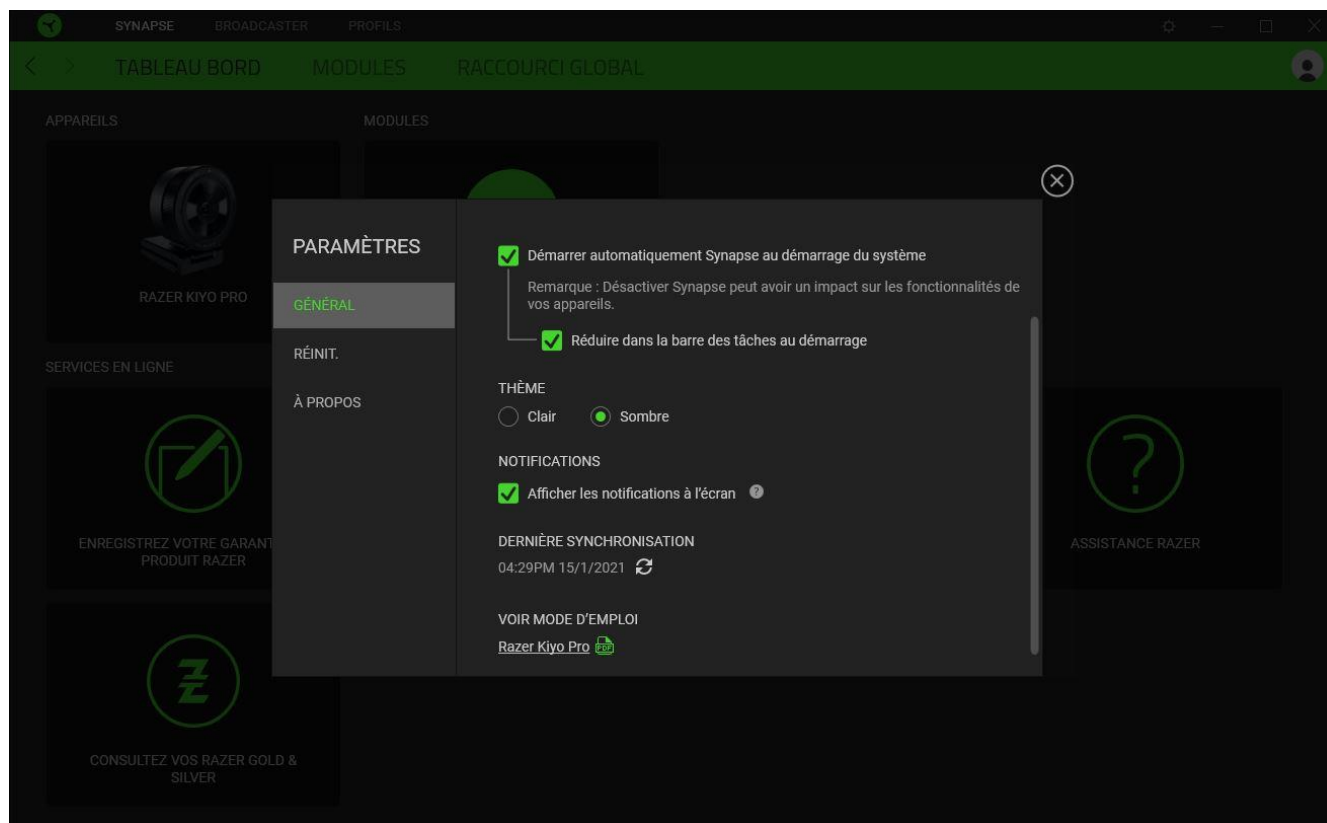 SYNAPSE BROADCASTER PROFILS
TABLEAU BORD MODULES RACCOURCI GLOBAL
APPAREILS MODULES
RAZER KIYO PRO
SERVICES EN LIGNE
ENREGISTREZ VOTRE
PRODUIT RAZER
CONSULTEZ VOS RAZER GOLD &
SILVER
PARAMÈTRES
GÉNÉRAL
RÉINIT.
À PROPOS
Démarrer automatiquement Synapse au démarrage du système
Remarque : Désactiver Synapse peut avoir un impact sur les fonctionnalités de
vos appareils.
Réduire dans la barre des tâches au démarrage
THÈME
Clair Sombre
NOTIFICATIONS
Afficher les notifications à l'écran ?
DERNIÈRE SYNCHRONISATION
04:29PM 15/1/2021
VOIR MODE D'EMPLOI
Razer Kiyo Pro PDF
ASSISTANCE RAZER